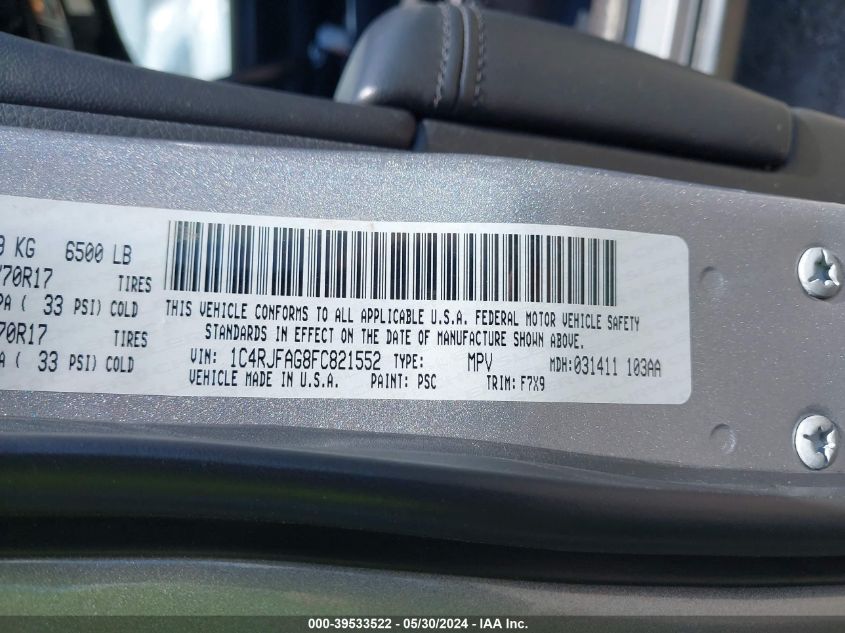 KG 6500 LB
70R17 TIRES
PA ( 33 PSI) COLD
70R17 TIRES
A ( 33 PSI) COLD
THIS VEHICLE CONFORMS TO ALL APPLICABLE U.S.A. FEDERAL MOTOR VEHICLE SAFETY
STANDARDS IN EFFECT ON THE DATE OF MANUFACTURE SHOWN ABOVE.
VIN: 1C4RJFAG8FC821552 TYPE: MPV MDH:031411 103AA
VEHICLE MADE IN U.S.A. PAINT: PSC TRIM: F7X9
000-39533522 - 05/30/2024 - IAA Inc.